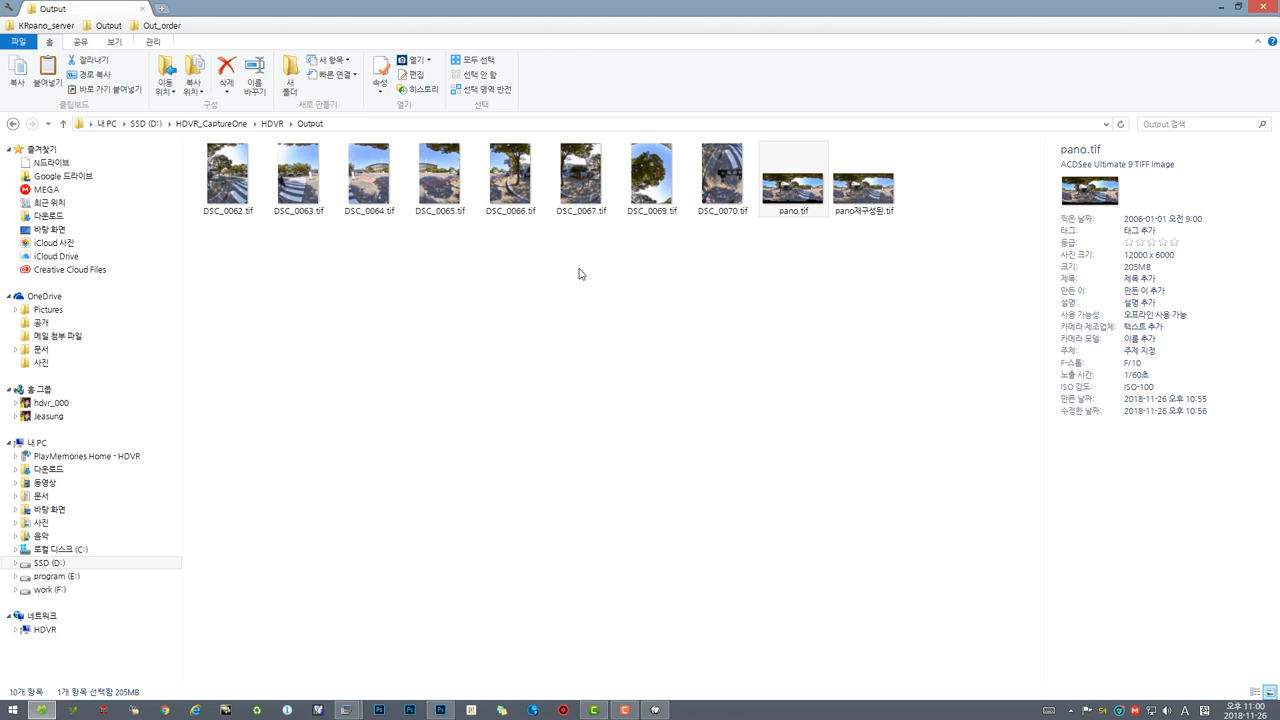 Output
KRpano_server
Output
Out_order
파일
홈
공유
보기
관리
복사
붙여넣기
잘라내기
경로 복사
바로 가기 붙여넣기
클립보드
이동
위치
복사
위치
삭제
이름
바꾸기
구성
새
폴더
새 항목
빠른 연결
새로 만들기
속성
열기
편집
히스토리
열기
모두 선택
선택 안 함
선택 영역 반전
선택
내 PC
SSD (D:)
HDVR_CaptureOne
HDVR
Output
Output 검색
즐겨찾기
N드라이브
Google 드라이브
MEGA
최근 위치
다운로드
바탕 화면
iCloud 사진
iCloud Drive
Creative Cloud Files
OneDrive
Pictures
공개
메일 첨부 파일
문서
사진
홈 그룹
hdvr_000
Jeasung
내 PC
PlayMemories Home - HDVR
다운로드
동영상
문서
바탕 화면
사진
음악
로컬 디스크 (C:)
SSD (D:)
program (E:)
work (F:)
네트워크
HDVR
DSC_0062.tif
DSC_0063.tif
DSC_0064.tif
DSC_0065.tif
DSC_0066.tif
DSC_0067.tif
DSC_0069.tif
DSC_0070.tif
pano.tif
pano재구성된.tif
pano.tif
ACDSee Ultimate 9 TIFF Image
찍은 날짜: 2006-01-01 오전 9:00
태그: 태그 추가
등급:
사진 크기: 12000 x 6000
크기: 205MB
제목: 제목 추가
만든 이: 만든 이 추가
설명: 설명 추가
사용 가능성: 오프라인 사용 가능
카메라 제조업체: 텍스트 추가
카메라 모델: 이름 추가
주제: 주제 지정
F-스톱: F/10
노출 시간: 1/60초
ISO 감도: ISO-100
만든 날짜: 2018-11-26 오후 10:55
수정한 날짜: 2018-11-26 오후 10:56
10개 항목
1개 항목 선택함 205MB
54
A
오후 11:00
2018-11-26